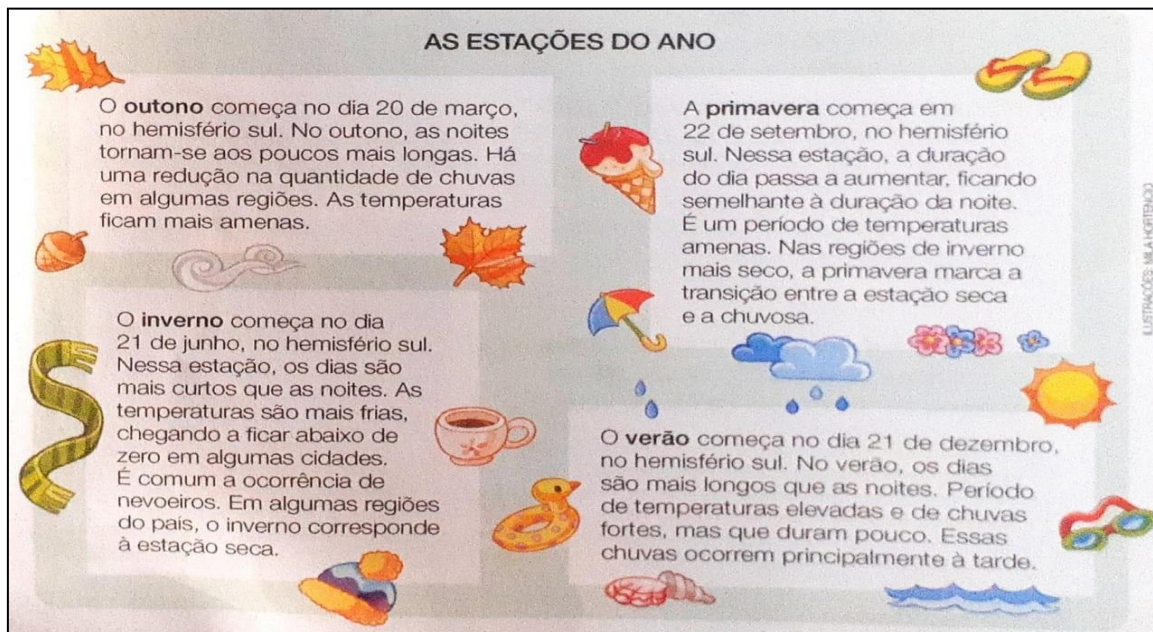 AS ESTAÇÕES DO ANO
O outono começa no dia 20 de março,
no hemisfério sul. No outono, as noites
tornam-se aos poucos mais longas. Há
uma redução na quantidade de chuvas
em algumas regiões. As temperaturas
ficam mais amenas.
O inverno começa no dia
21 de junho, no hemisfério sul.
Nessa estação, os dias são
mais curtos que as noites. As
temperaturas são mais frias,
chegando a ficar abaixo de
zero em algumas cidades.
É comum a ocorrência de
nevoeiros. Em algumas regiões
do país, o inverno corresponde
à estação seca.
A primavera começa em
22 de setembro, no hemisfério
sul. Nessa estação, a duração
do dia passa a aumentar, ficando
semelhante à duração da noite.
É um período de temperaturas
amenas. Nas regiões de inverno
mais seco, a primavera marca a
transição entre a estação seca
e a chuvosa.
O verão começa no dia 21 de dezembro,
no hemisfério sul. No verão, os dias
são mais longos que as noites. Período
de temperaturas elevadas e de chuvas
fortes, mas que duram pouco. Essas
chuvas ocorrem principalmente à tarde.
ILUSTRAÇÕES: MILA HORTENCIO